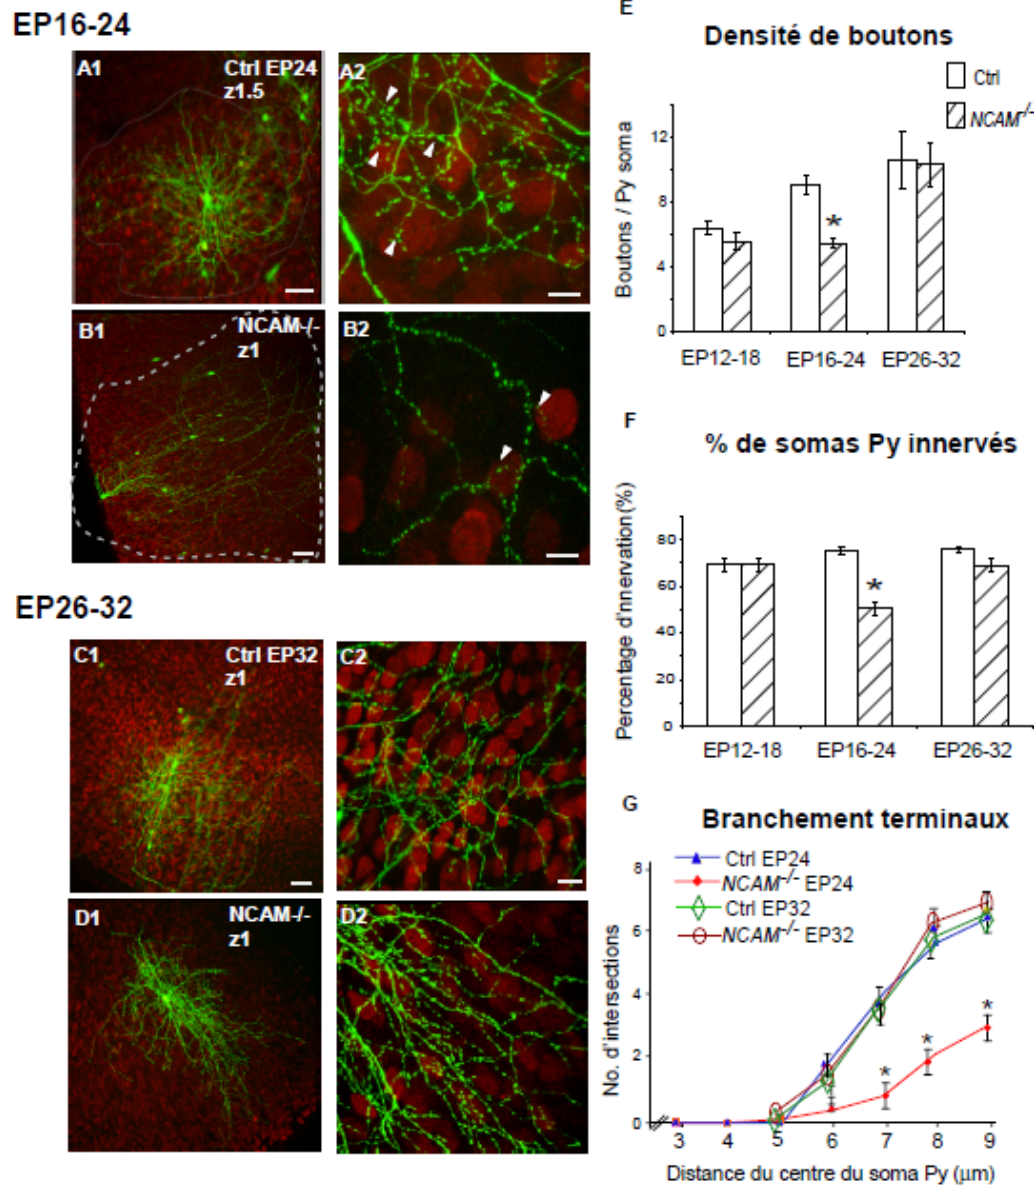 EP16-24
A1
Ctrl EP24
z1.5
A2
B1
NCAM-/-
z1
B2
EP26-32
C1
Ctrl EP32
z1
C2
D1
NCAM-/-
z1
D2
E
Densité de boutons
Ctrl
NCAM-/-
Boutons / Py soma
12
8
4
0
*
EP12-18 EP16-24 EP26-32
F
% de somas Py innervés
Percentage d'nnervation(%)
80
60
40
20
0
*
EP12-18 EP16-24 EP26-32
G
Branchement terminaux
Ctrl EP24
NCAM-/- EP24
Ctrl EP32
NCAM-/- EP32
No. d'intersections
8
6
4
2
0
* * *
3 4 5 6 7 8 9
Distance du centre du soma Py (μm)